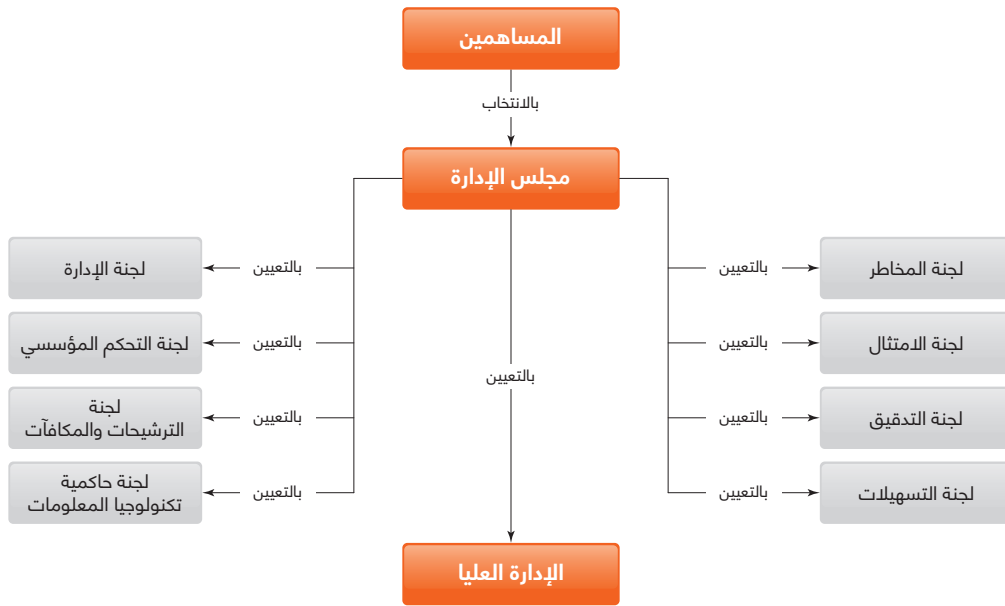 المساهمين
بالانتخاب
مجلس الإدارة
لجنة المخاطر
بالتعيين
بالتعيين
لجنة الإدارة
لجنة الامتثال
بالتعيين
بالتعيين
لجنة التحكم المؤسسي
بالتعيين
لجنة التدقيق
بالتعيين
بالتعيين
لجنة
الترشيحات والمكافآت
لجنة التسهيلات
بالتعيين
بالتعيين
لجنة حاكمية
تكنولوجيا المعلومات
الإدارة العليا